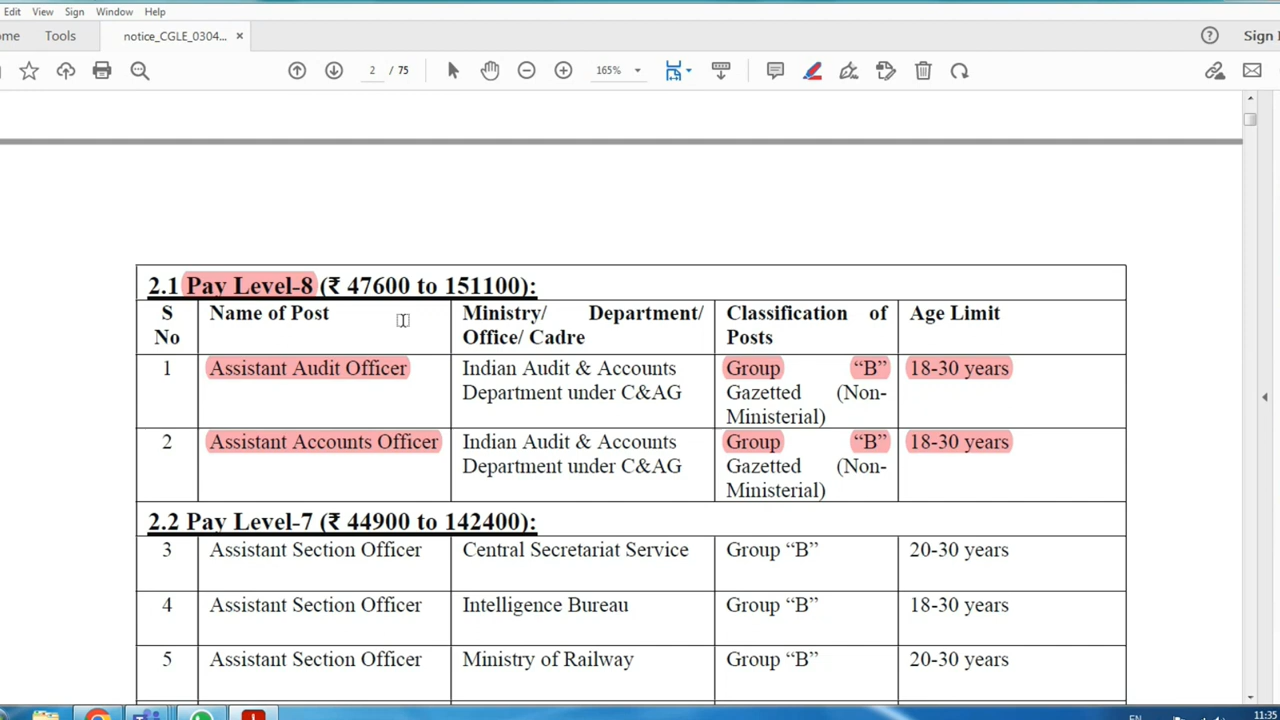 Edit View Sign Window Help
ome Tools notice_CGLE_0304... × Sign I
2 / 75 165%
2.1 Pay Level-8 (₹ 47600 to 151100):
S No Name of Post Ministry/ Department/ Office/ Cadre Classification of Posts Age Limit
1 Assistant Audit Officer Indian Audit & Accounts Department under C&AG Group “B” Gazetted (Non-Ministerial) 18-30 years
2 Assistant Accounts Officer Indian Audit & Accounts Department under C&AG Group “B” Gazetted (Non-Ministerial) 18-30 years
2.2 Pay Level-7 (₹ 44900 to 142400):
3 Assistant Section Officer Central Secretariat Service Group “B” 20-30 years
4 Assistant Section Officer Intelligence Bureau Group “B” 18-30 years
5 Assistant Section Officer Ministry of Railway Group “B” 20-30 years
EN 11:35